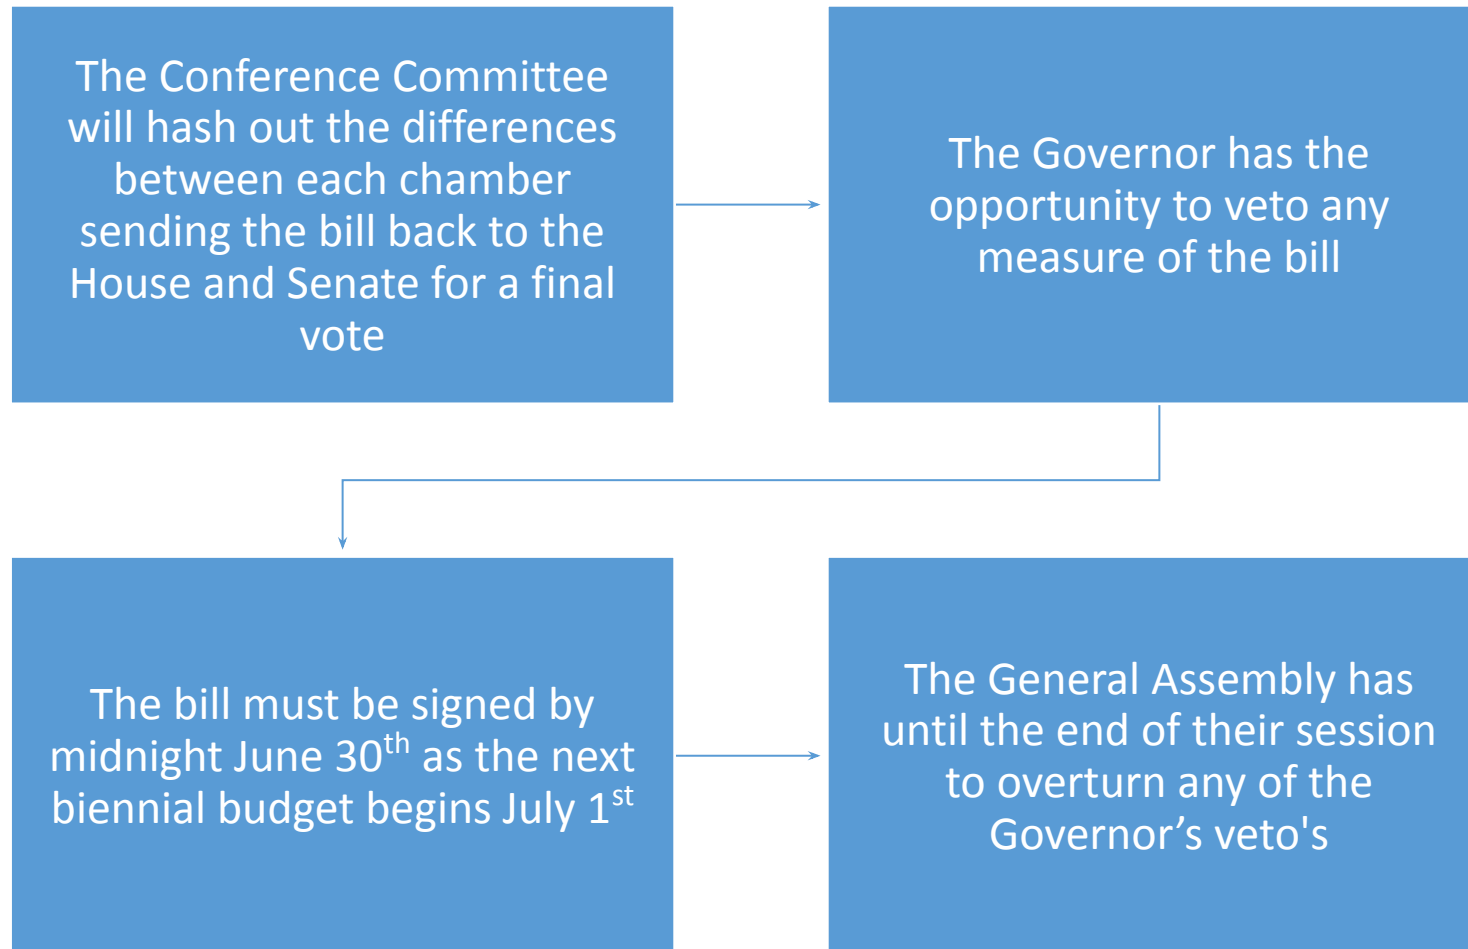 The Conference Committee
will hash out the differences
between each chamber
sending the bill back to the
House and Senate for a final
vote
The Governor has the
opportunity to veto any
measure of the bill
The bill must be signed by
midnight June 30th as the next
biennial budget begins July 1st
The General Assembly has
until the end of their session
to overturn any of the
Governor’s veto's